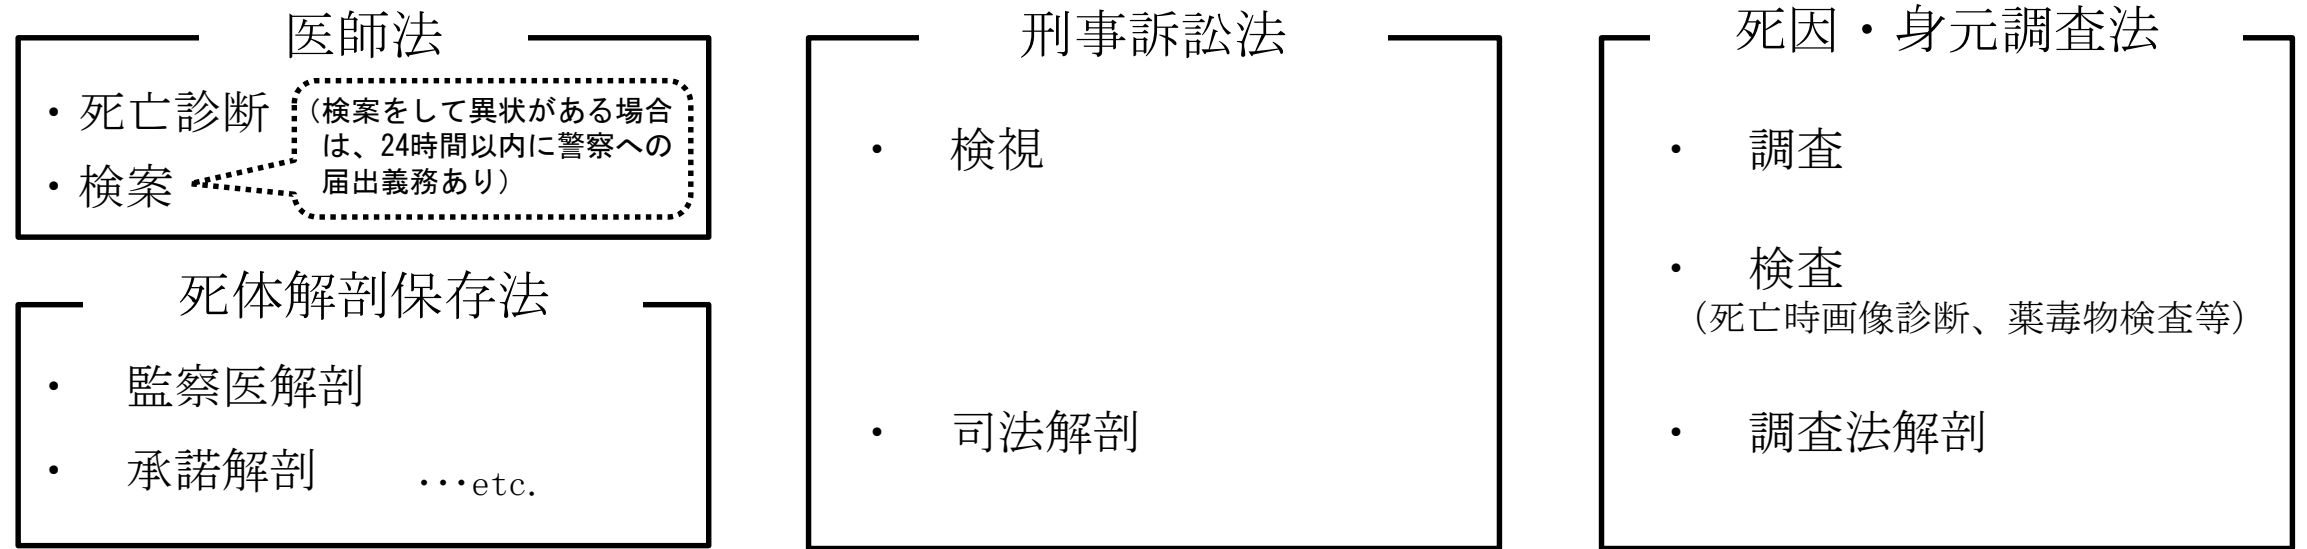 医師法
・死亡診断
・検案
（検案をして異状がある場合
は、24時間以内に警察への
届出義務あり）
死体解剖保存法
・　監察医解剖
・　承諾解剖　　…etc.
刑事訴訟法
・　検視
・　司法解剖
死因・身元調査法
・　調査
・　検査
（死亡時画像診断、薬毒物検査等）
・　調査法解剖